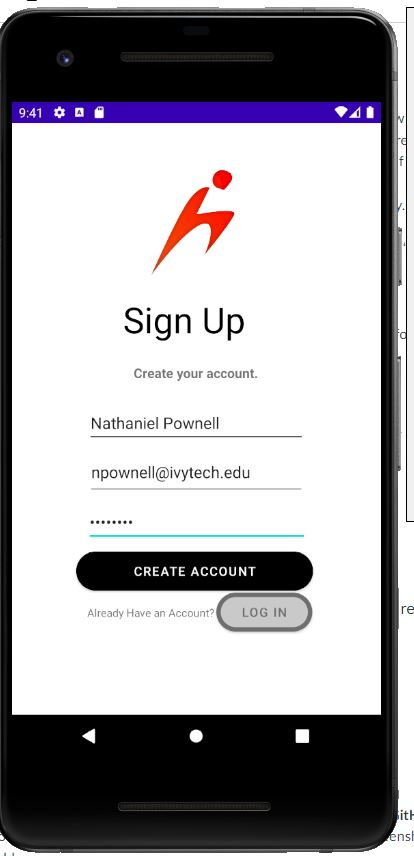 9:41
Sign Up
Create your account.
Nathaniel Pownell
npownell@ivytech.edu
••••••••
CREATE ACCOUNT
Already Have an Account? LOG IN